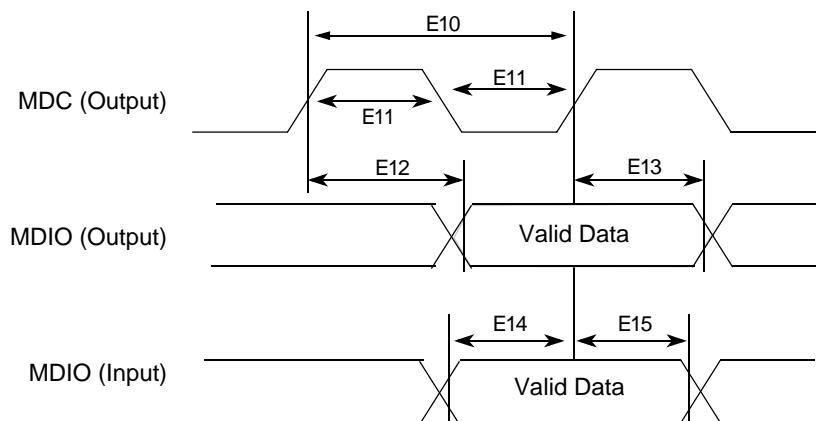 E10
MDC (Output)
E11
E11
E12
E13
MDIO (Output)
Valid Data
E14
E15
MDIO (Input)
Valid Data